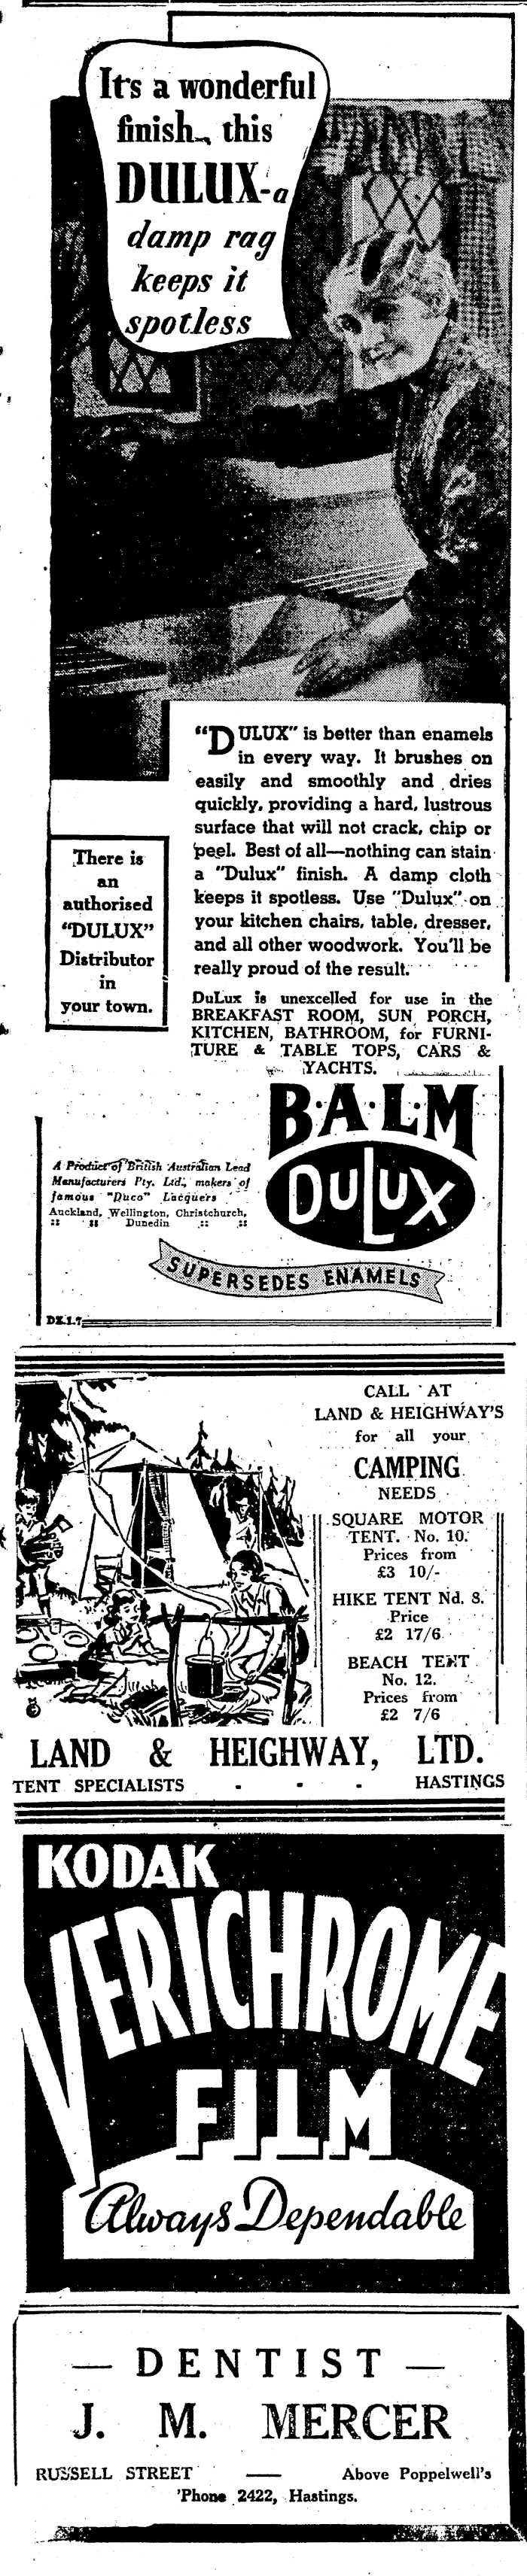 It's a wonderful
finish, this
DULUX-a
damp rag
keeps it
spotless
"DULUX" is better than enamels
in every way. It brushes on
easily and smoothly and dries
quickly, providing a hard, lustrous
surface that will not crack, chip or
peel. Best of all—nothing can stain
a "Dulux" finish. A damp cloth
keeps it spotless. Use "Dulux" on
your kitchen chairs, table, dresser,
and all other woodwork. You'll be
really proud of the result.
There is
an
authorised
"DULUX"
Distributor
in
your town.
DuLux is unexcelled for use in the
BREAKFAST ROOM, SUN PORCH,
KITCHEN, BATHROOM, for FURNI-
TURE & TABLE TOPS, CARS &
YACHTS.
B·A·L·M
DULUX
A Product of British Australian Lead
Manufacturers Pty. Ltd., makers of
famous "Duco" Lacquers
Auckland, Wellington, Christchurch,
:: :: Dunedin :: ::
SUPERSEDES ENAMELS
DX.1.7
CALL AT
LAND & HEIGHWAY'S
for all your
CAMPING
NEEDS
SQUARE MOTOR
TENT. No. 10.
Prices from
£3 10/-
HIKE TENT No. 8.
Price
£2 17/6
BEACH TENT
No. 12.
Prices from
£2 7/6
LAND & HEIGHWAY, LTD.
TENT SPECIALISTS - - - HASTINGS
KODAK
VERICHROME
FILM
Always Dependable
— DENTIST —
J. M. MERCER
RUSSELL STREET — Above Poppelwell's
'Phone 2422, Hastings.